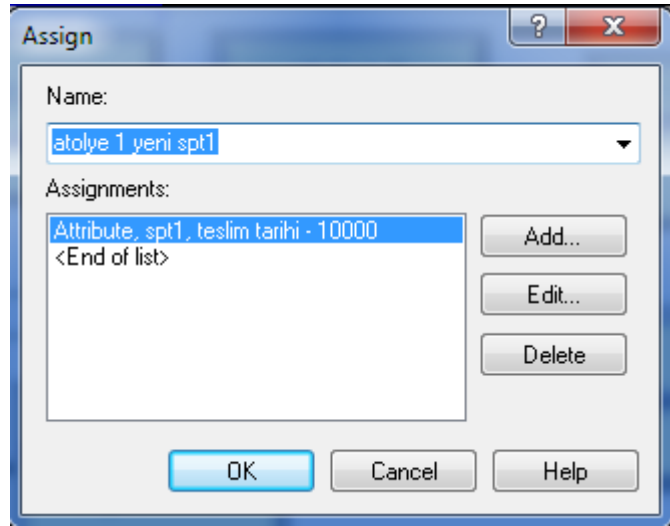 Assign
Name:
atolye 1 yeni spt1
Assignments:
Attribute, spt1, teslim tarihi - 10000
<End of list>
Add...
Edit...
Delete
OK
Cancel
Help